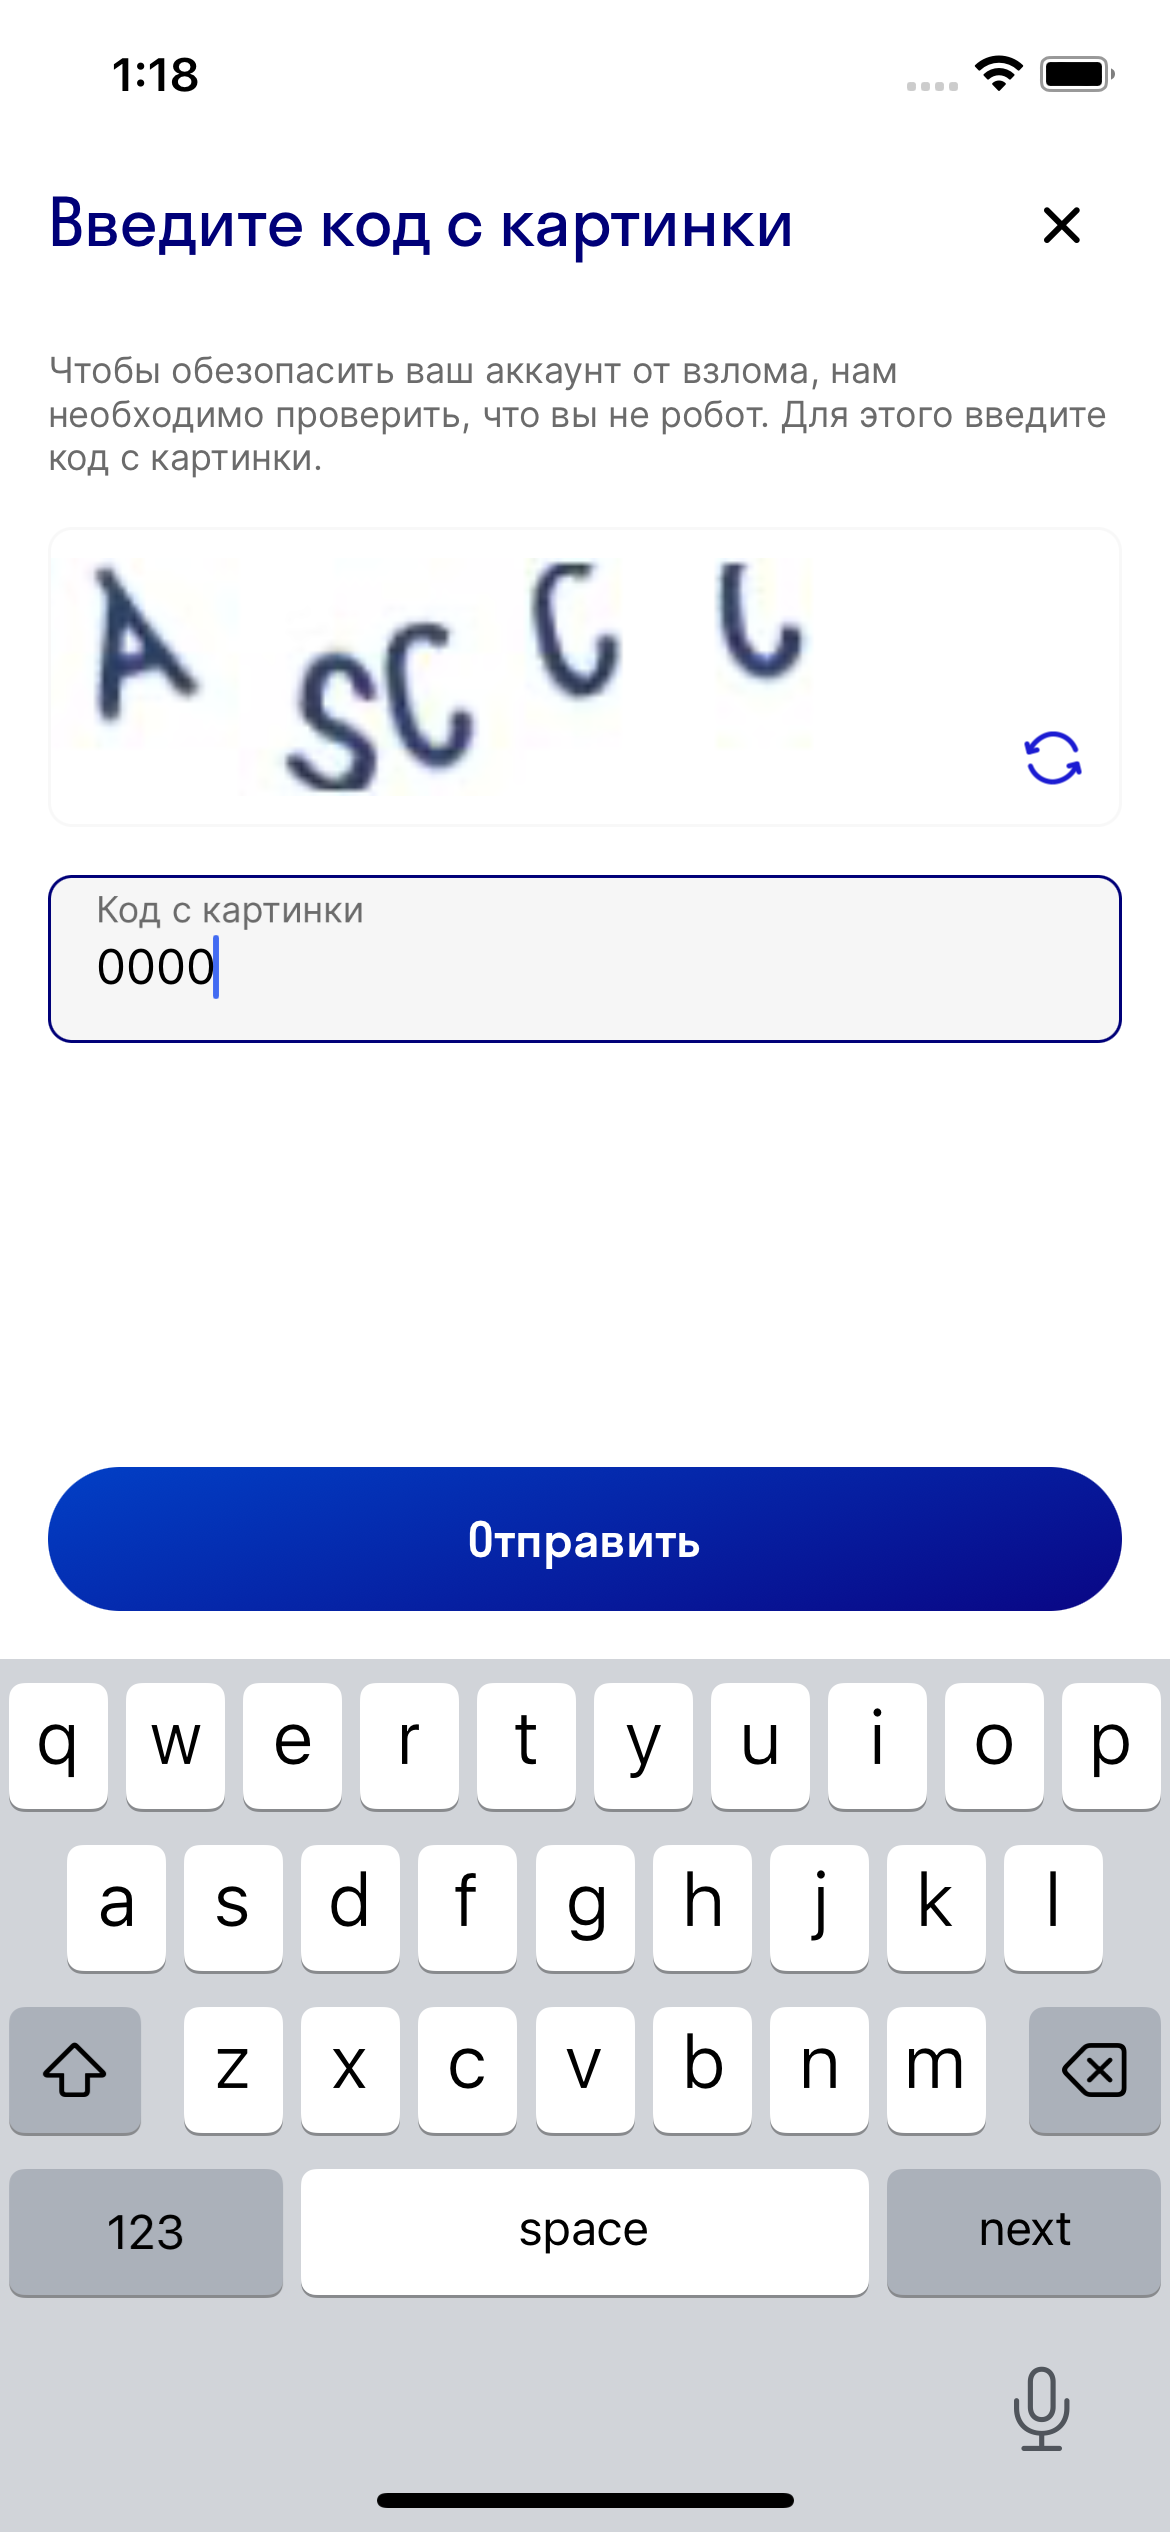 1:18
Введите код с картинки
Чтобы обезопасить ваш аккаунт от взлома, нам
необходимо проверить, что вы не робот. Для этого введите
код с картинки.
Код с картинки
0000
Отправить
q w e r t y u i o p
a s d f g h j k l
z x c v b n m
123 space next